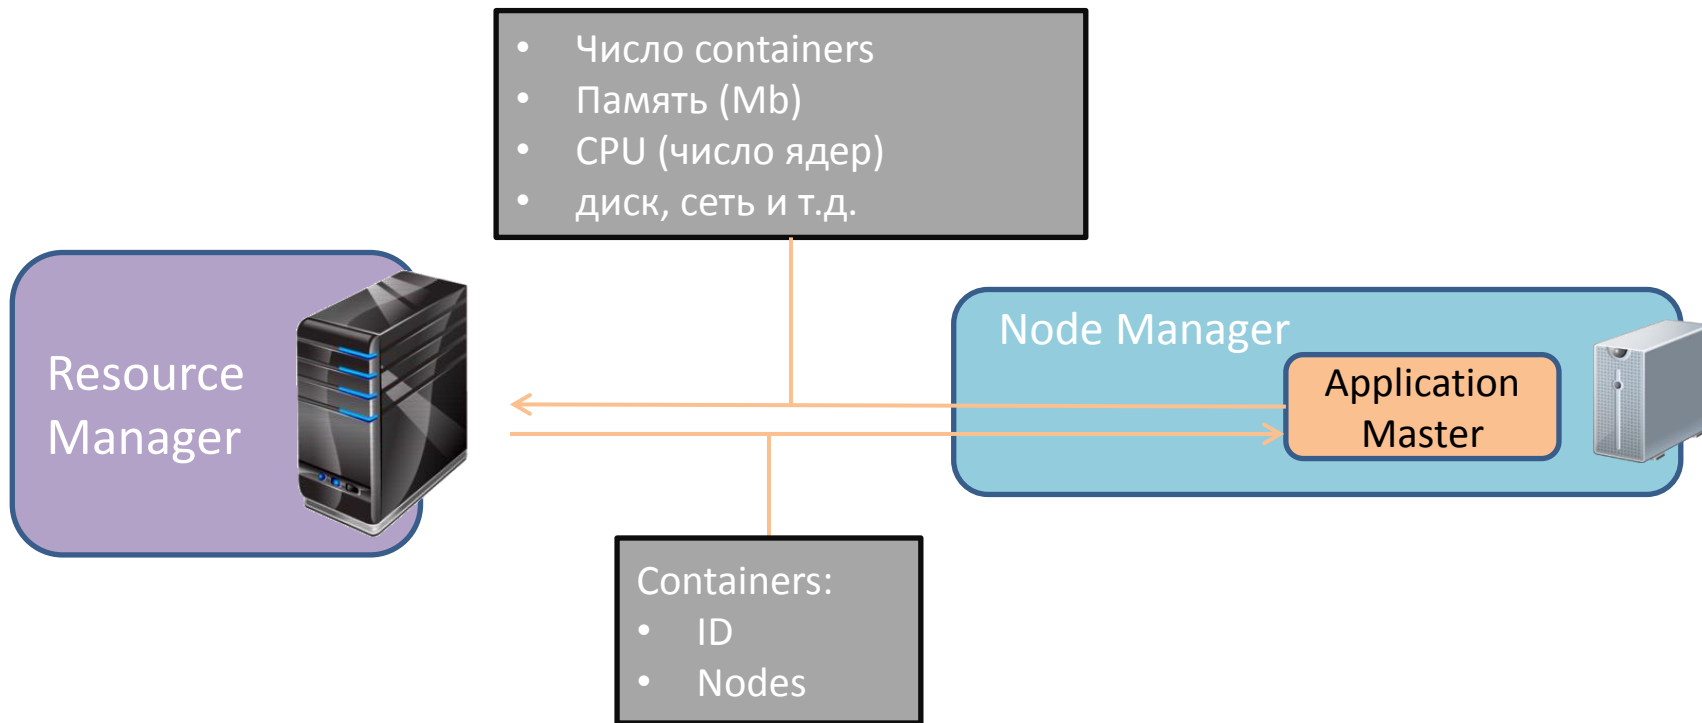 • Число containers
• Память (Mb)
• CPU (число ядер)
• диск, сеть и т.д.
Resource
Manager
Node Manager
Application
Master
Containers:
• ID
• Nodes